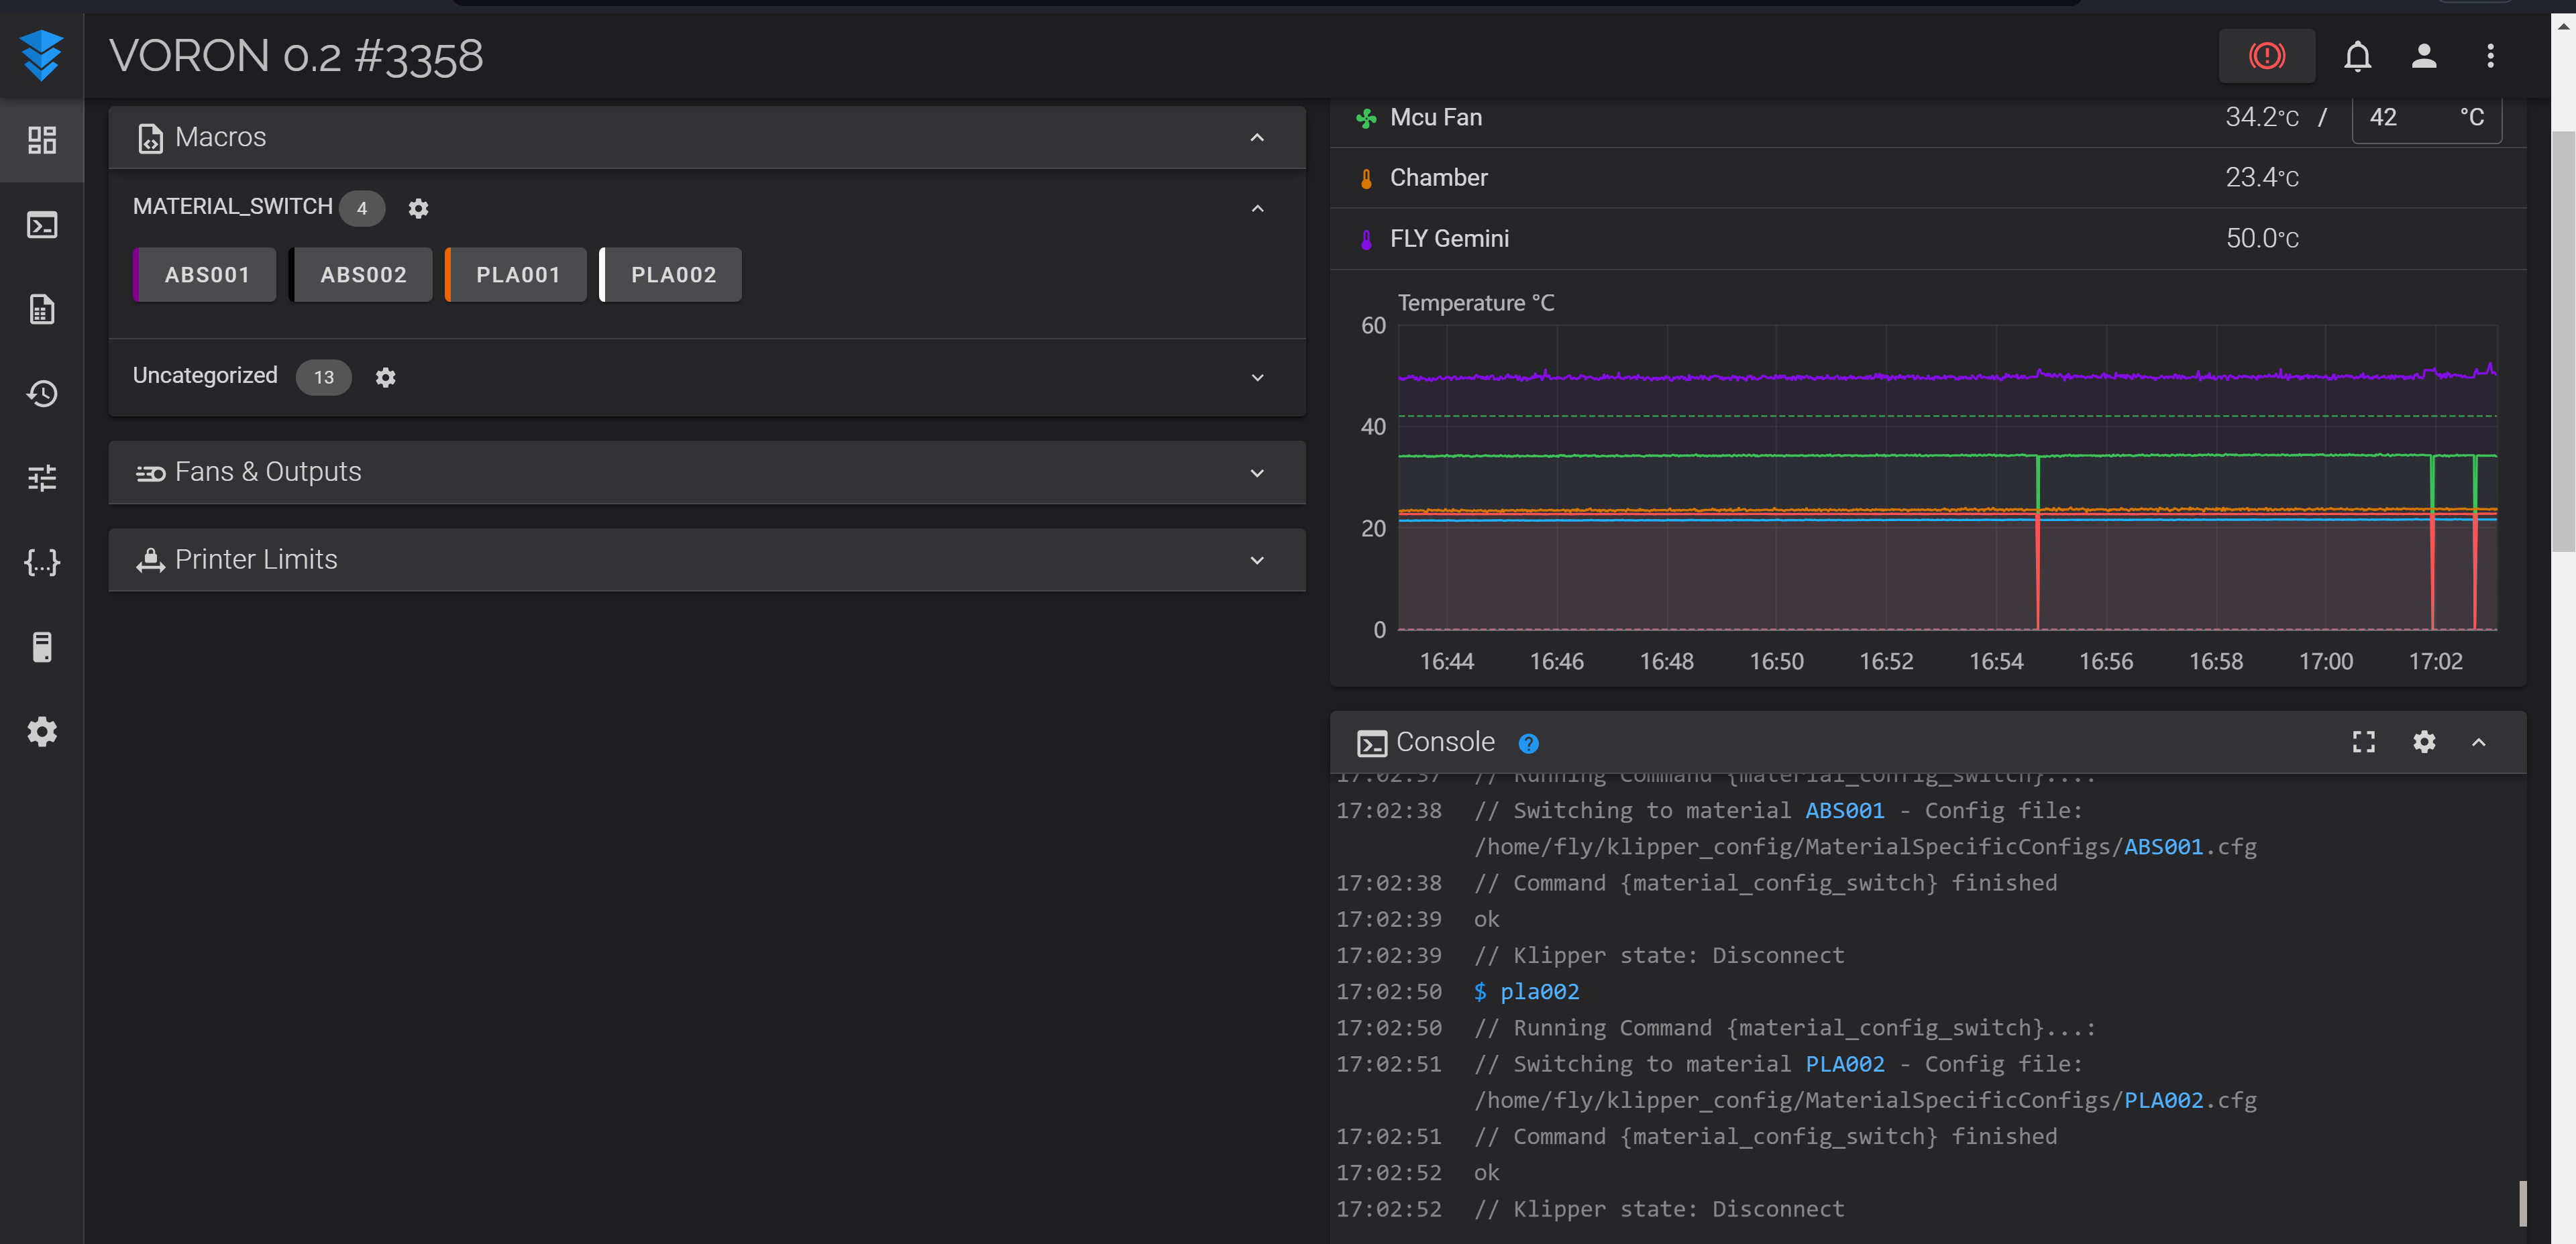 VORON 0.2 #3358
Macros
MATERIAL_SWITCH 4
ABS001 ABS002 PLA001 PLA002
Uncategorized 13
Fans & Outputs
Printer Limits
Mcu Fan 34.2°C / 42 °C
Chamber 23.4°C
FLY Gemini 50.0°C
Temperature °C
60
40
20
0
16:44 16:46 16:48 16:50 16:52 16:54 16:56 16:58 17:00 17:02
Console
17:02:37 // Running Command {material_config_switch}...:
17:02:38 // Switching to material ABS001 - Config file:
/home/fly/klipper_config/MaterialSpecificConfigs/ABS001.cfg
17:02:38 // Command {material_config_switch} finished
17:02:39 ok
17:02:39 // Klipper state: Disconnect
17:02:50 $ pla002
17:02:50 // Running Command {material_config_switch}...:
17:02:51 // Switching to material PLA002 - Config file:
/home/fly/klipper_config/MaterialSpecificConfigs/PLA002.cfg
17:02:51 // Command {material_config_switch} finished
17:02:52 ok
17:02:52 // Klipper state: Disconnect